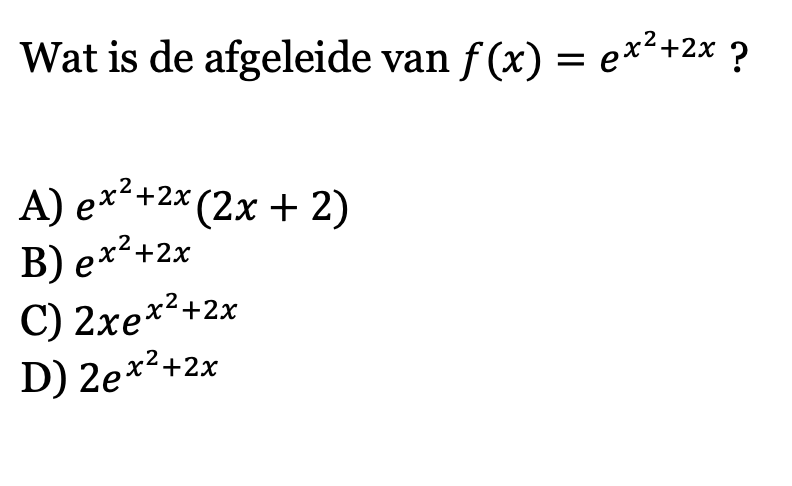 Wat is de afgeleide van f(x) = e^{x^2+2x} ?
A) e^{x^2+2x}(2x + 2)
B) e^{x^2+2x}
C) 2xe^{x^2+2x}
D) 2e^{x^2+2x}